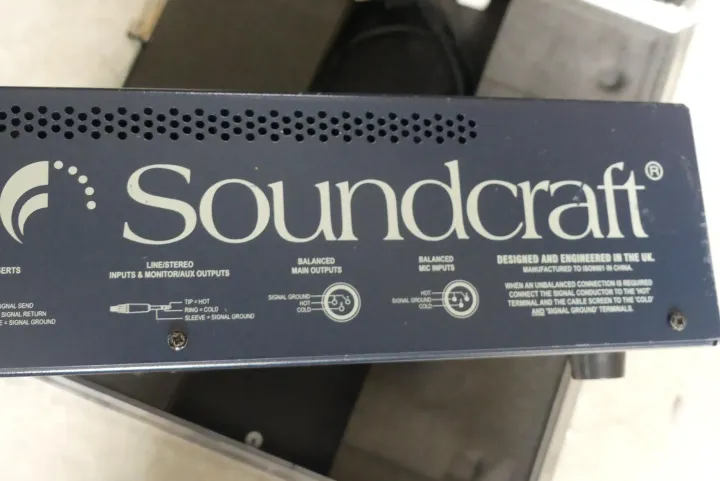 Soundcraft®
ERTS
SIGNAL SEND
SIGNAL RETURN
= SIGNAL GROUND
LINE/STEREO
INPUTS & MONITOR/AUX OUTPUTS
TIP = HOT
RING = COLD
SLEEVE = SIGNAL GROUND
BALANCED
MAIN OUTPUTS
SIGNAL GROUND
HOT
COLD
BALANCED
MIC INPUTS
HOT
SIGNAL GROUND
COLD
DESIGNED AND ENGINEERED IN THE UK.
MANUFACTURED TO ISO9001 IN CHINA.
WHEN AN UNBALANCED CONNECTION IS REQUIRED
CONNECT THE SIGNAL CONDUCTOR TO THE 'HOT'
TERMINAL AND THE CABLE SCREEN TO THE 'COLD'
AND 'SIGNAL GROUND' TERMINALS.